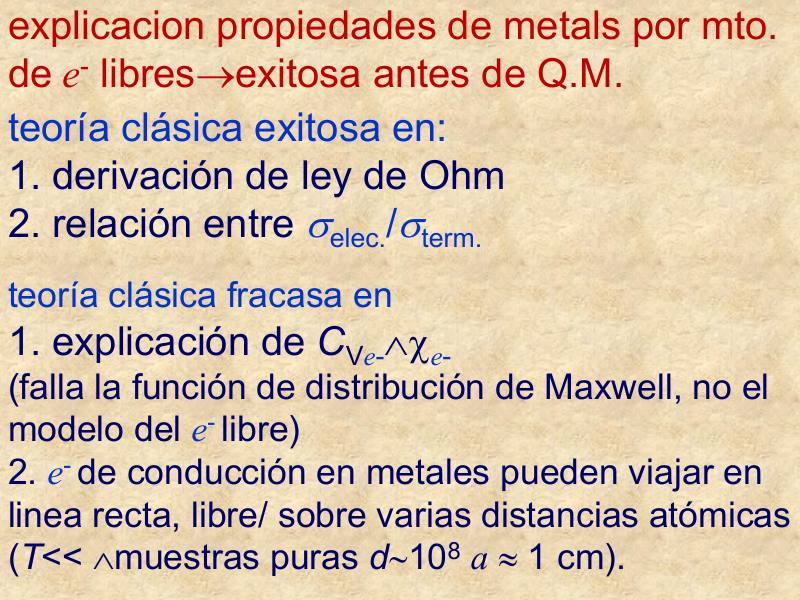 explicacion propiedades de metals por mto.
de e⁻ libres→exitosa antes de Q.M.
teoría clásica exitosa en:
1. derivación de ley de Ohm
2. relación entre σelec./σterm.
teoría clásica fracasa en
1. explicación de CVe-∧χe-
(falla la función de distribución de Maxwell, no el
modelo del e⁻ libre)
2. e⁻ de conducción en metales pueden viajar en
linea recta, libre/ sobre varias distancias atómicas
(T<< ∧muestras puras d∼10⁸ a ≈ 1 cm).